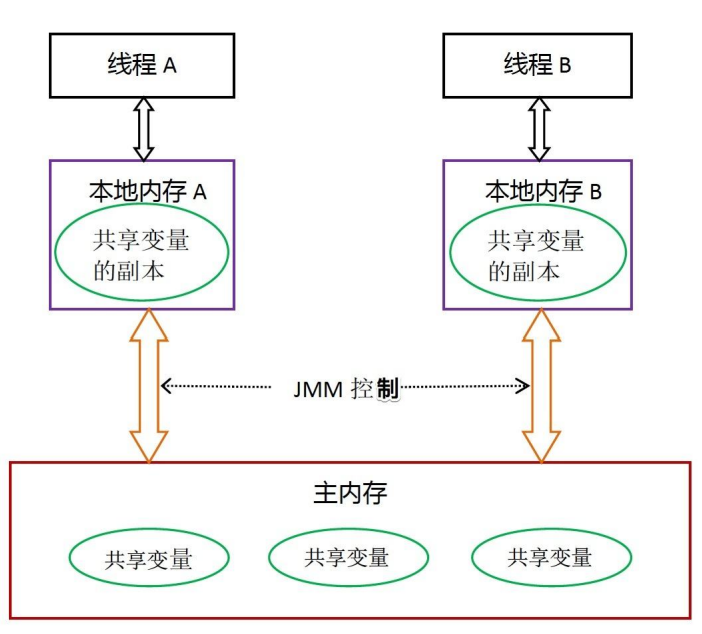 线程 A
线程 B
本地内存 A
共享变量
的副本
本地内存 B
共享变量
的副本
JMM 控制
主内存
共享变量
共享变量
共享变量